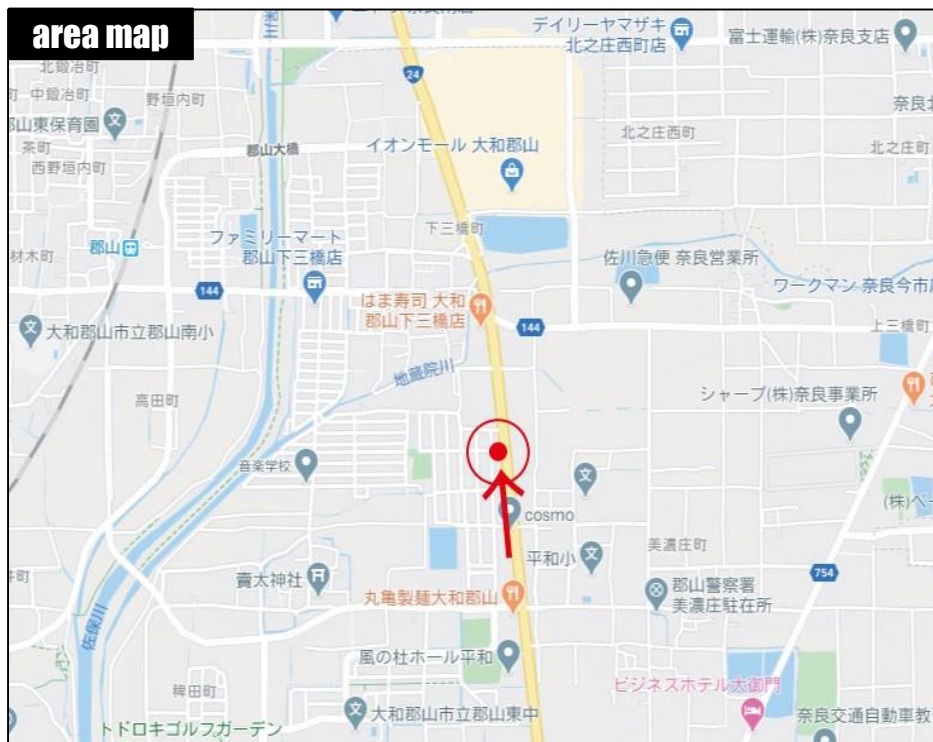 area map
デイリーヤマザキ
北之庄西町店
富士運輸(株)奈良支店
24
北鍛冶町
中鍛冶町
野垣内町
郡山東保育園
茶町
西野垣内町
郡山大橋
イオンモール 大和郡山
北之庄西町
北之庄町
下三橋町
郡山
材木町
ファミリーマート
郡山下三橋店
佐川急便 奈良営業所
ワークマン 奈良今市店
144
はま寿司 大和
郡山下三橋店
144
上三橋町
大和郡山市立郡山南小
地蔵院川
高田町
シャープ(株)奈良事業所
音楽学校
cosmo
(株)ペー
平和小
美濃庄町
754
賣太神社
丸亀製麺大和郡山
郡山警察署
美濃庄駐在所
佐保川
風の杜ホール平和
稗田町
ビジネスホテル大御門
トドロキゴルフガーデン
大和郡山市立郡山東中
奈良交通自動車教